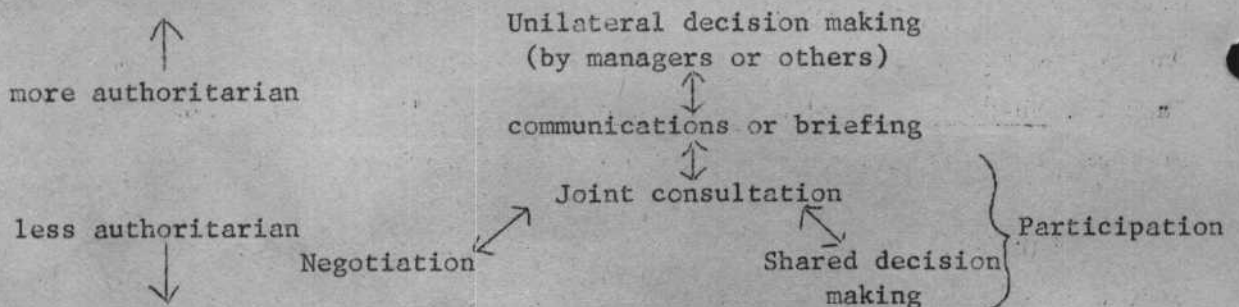 Unilateral decision making
(by managers or others)
more authoritarian
communications or briefing
Joint consultation
less authoritarian
Participation
Negotiation
Shared decision
making